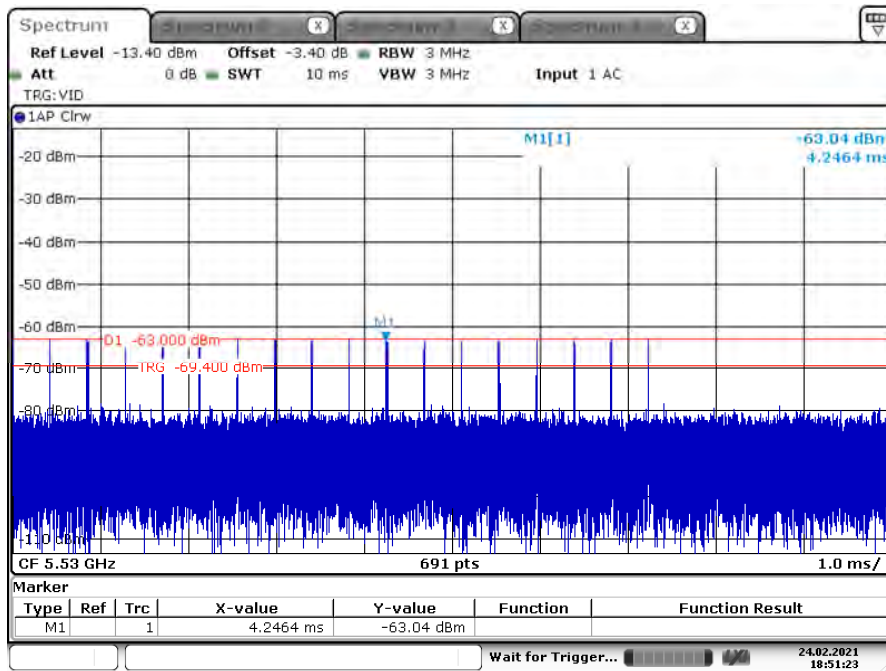 Spectrum
X X X
Ref Level -13.40 dBm Offset -3.40 dB RBW 3 MHz
Att 0 dB SWT 10 ms VBW 3 MHz Input 1 AC
TRG:VID
1AP Clrw
M1[1] -63.04 dBm
4.2464 ms
-20 dBm
-30 dBm
-40 dBm
-50 dBm
-60 dBm
M1
D1 -63.000 dBm
-70 dBm
TRG -69.400 dBm
-80 dBm
-110 dBm
CF 5.53 GHz 691 pts 1.0 ms/
Marker
Type Ref Trc X-value Y-value Function Function Result
M1 1 4.2464 ms -63.04 dBm
Wait for Trigger... 24.02.2021
18:51:23